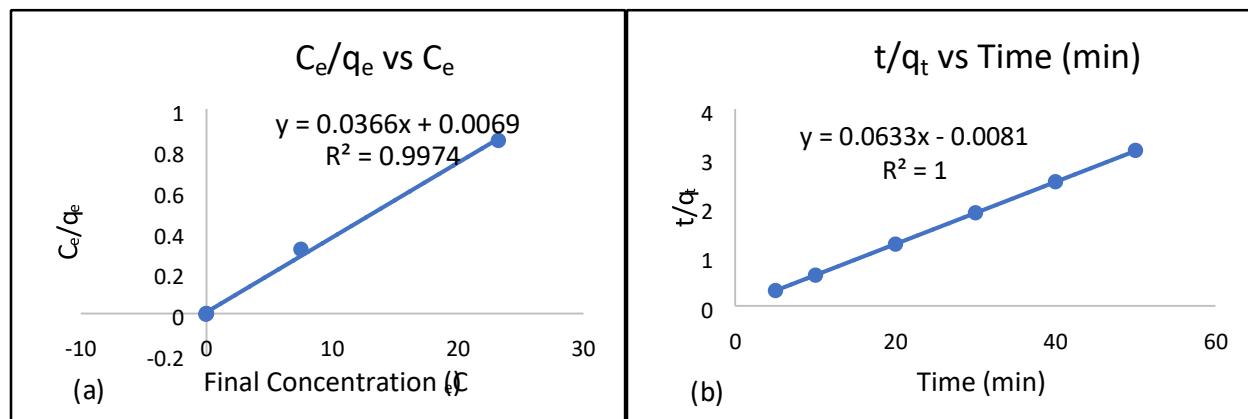 Ce/qe vs Ce
y = 0.0366x + 0.0069
R² = 0.9974
1
0.8
0.6
0.4
0.2
0
-0.2
Ce/qe
-10
0
10
20
30
Final Concentration (eC)
(a)
t/qt vs Time (min)
y = 0.0633x - 0.0081
R² = 1
4
3
2
1
0
t/qt
0
20
40
60
Time (min)
(b)